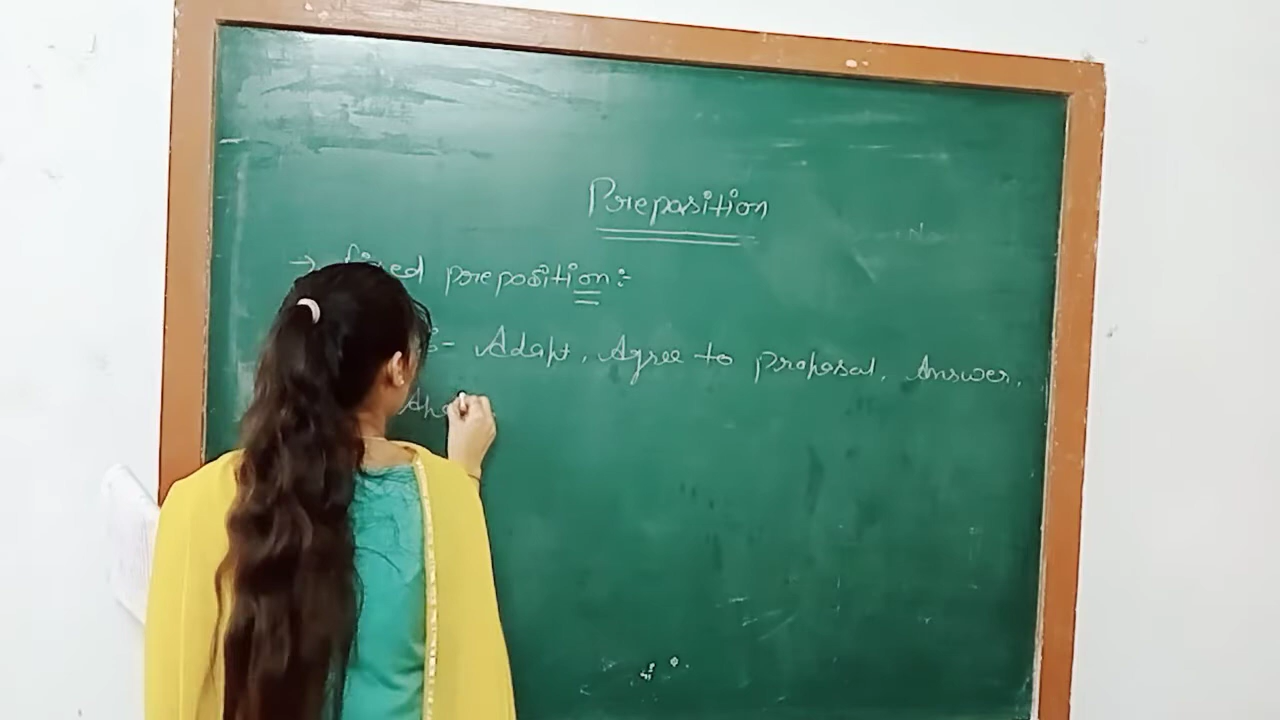 Preposition
→ fixed preposition:-
:- Adapt, Agree to proposal, Answer,